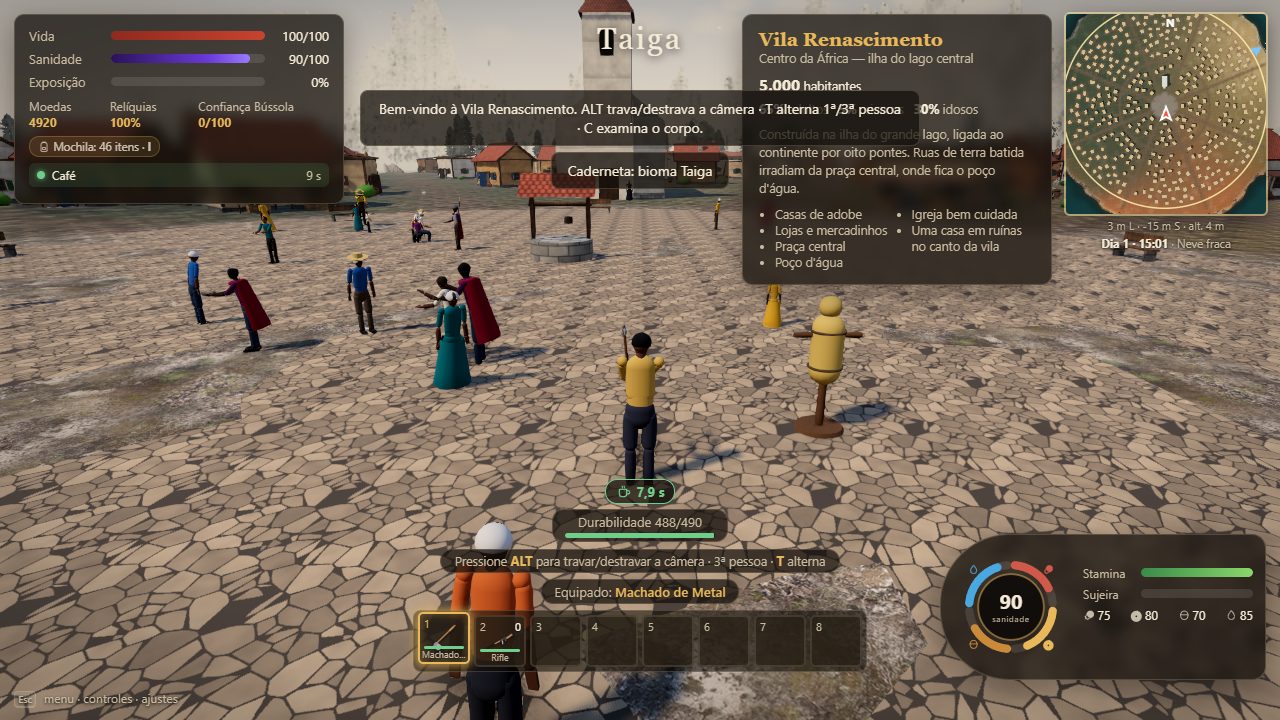 Vida 100/100
Sanidade 90/100
Exposição 0%
Moedas Relíquias Confiança Bússola
4920 100% 0/100
Mochila: 46 itens · I
Café 9 s
Taiga
Bem-vindo à Vila Renascimento. ALT trava/destrava a câmera · T alterna 1ª/3ª pessoa
· C examina o corpo.
Caderneta: bioma Taiga
Vila Renascimento
Centro da África — ilha do lago central
5.000 habitantes
0% idosos
Construída na ilha do grande lago, ligada ao
continente por oito pontes. Ruas de terra batida
irradiam da praça central, onde fica o poço
d'água.
• Casas de adobe
• Lojas e mercadinhos
• Praça central
• Poço d'água
• Igreja bem cuidada
• Uma casa em ruínas
no canto da vila
N
3 m L · -15 m S · alt. 4 m
Dia 1 · 15:01 · Neve fraca
7,9 s
Durabilidade 488/490
Pressione ALT para travar/destravar a câmera · 3ª pessoa · T alterna
Equipado: Machado de Metal
1 2 0 3 4 5 6 7 8
Machado... Rifle
90
sanidade
Stamina
Sujeira
75 80 70 85
Esc menu · controles · ajustes